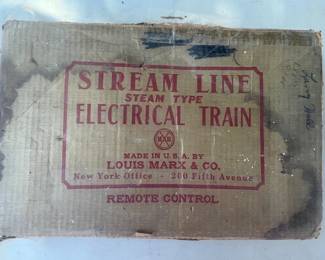 STREAM LINE
STEAM TYPE
ELECTRICAL TRAIN
MAR
MADE IN U.S.A. BY
LOUIS MARX & CO.
New York Office - 200 Fifth Avenue
REMOTE CONTROL